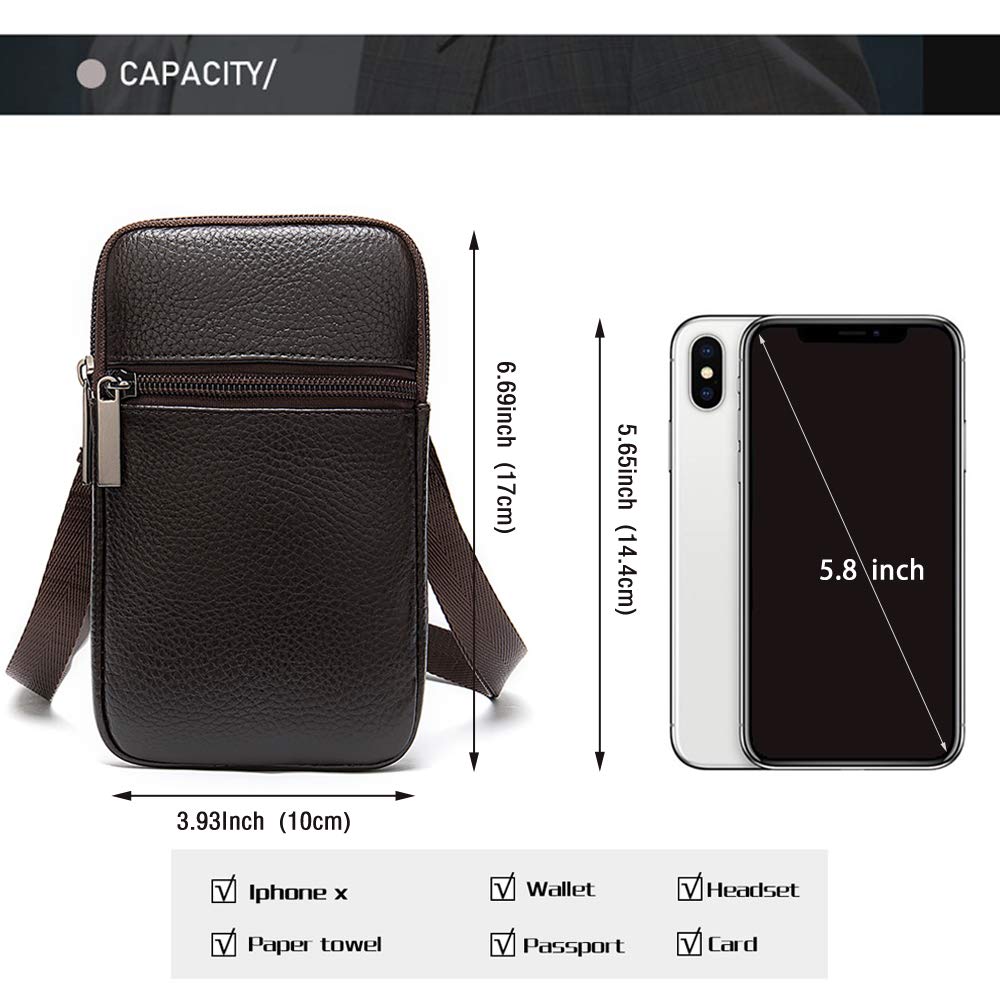 CAPACITY/
6.69inch (17cm)
5.65inch (14.4cm)
5.8 inch
3.93Inch (10cm)
Iphone x
Wallet
Headset
Paper towel
Passport
Card